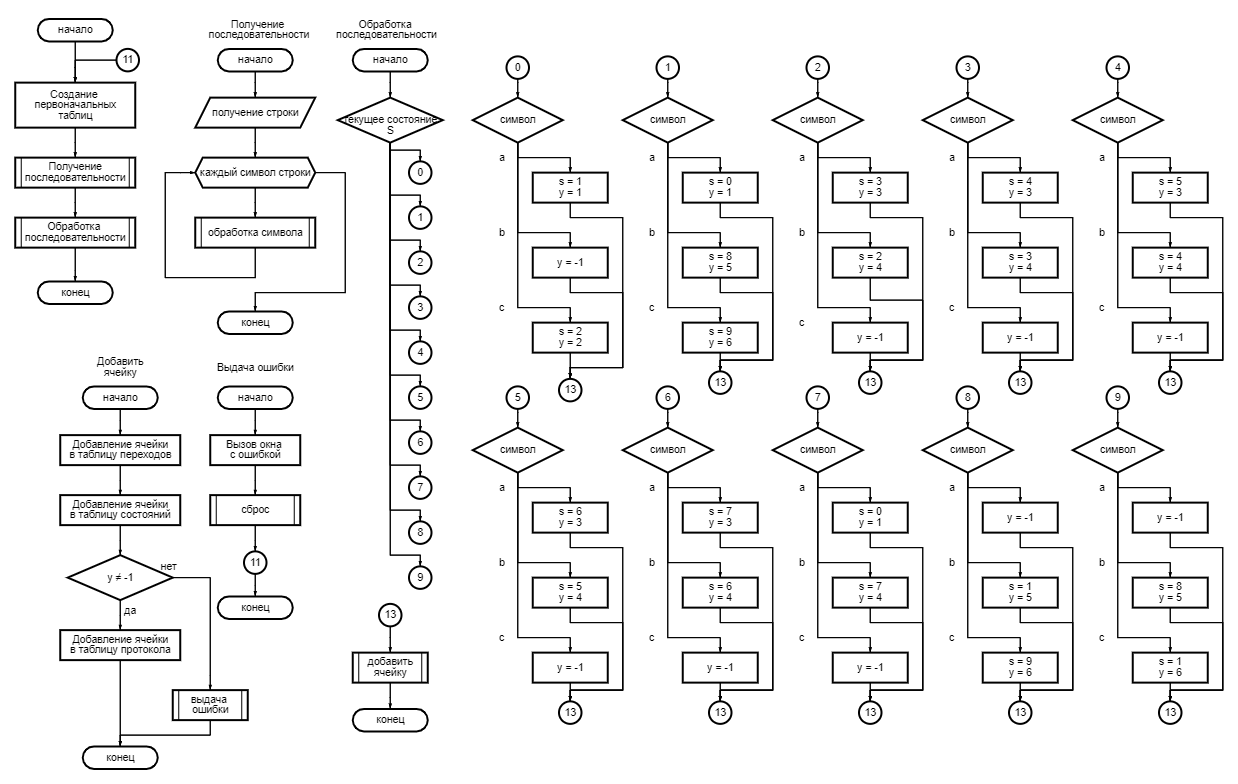 начало
11
Создание
первоначальных
таблиц
Получение
последовательности
Обработка
последовательности
конец
Получение
последовательности
начало
получение строки
каждый символ строки
обработка символа
конец
Обработка
последовательности
начало
текущее состояние
S
0
1
2
3
4
5
6
7
8
9
13
добавить
ячейку
конец
Добавить
ячейку
начало
Добавление ячейки
в таблицу переходов
Добавление ячейки
в таблицу состояний
y ≠ -1
нет
да
Добавление ячейки
в таблицу протокола
выдача
ошибки
конец
Выдача ошибки
начало
Вызов окна
с ошибкой
сброс
11
конец
0
символ
a
s = 1
y = 1
b
y = -1
c
s = 2
y = 2
13
1
символ
a
s = 0
y = 1
b
s = 8
y = 5
c
s = 9
y = 6
13
2
символ
a
s = 3
y = 3
b
s = 2
y = 4
c
y = -1
13
3
символ
a
s = 4
y = 3
b
s = 3
y = 4
c
y = -1
13
4
символ
a
s = 5
y = 3
b
s = 4
y = 4
c
y = -1
13
5
символ
a
s = 6
y = 3
b
s = 5
y = 4
c
y = -1
13
6
символ
a
s = 7
y = 3
b
s = 6
y = 4
c
y = -1
13
7
символ
a
s = 0
y = 1
b
s = 7
y = 4
c
y = -1
13
8
символ
a
y = -1
b
s = 1
y = 5
c
s = 9
y = 6
13
9
символ
a
y = -1
b
s = 8
y = 5
c
s = 1
y = 6
13